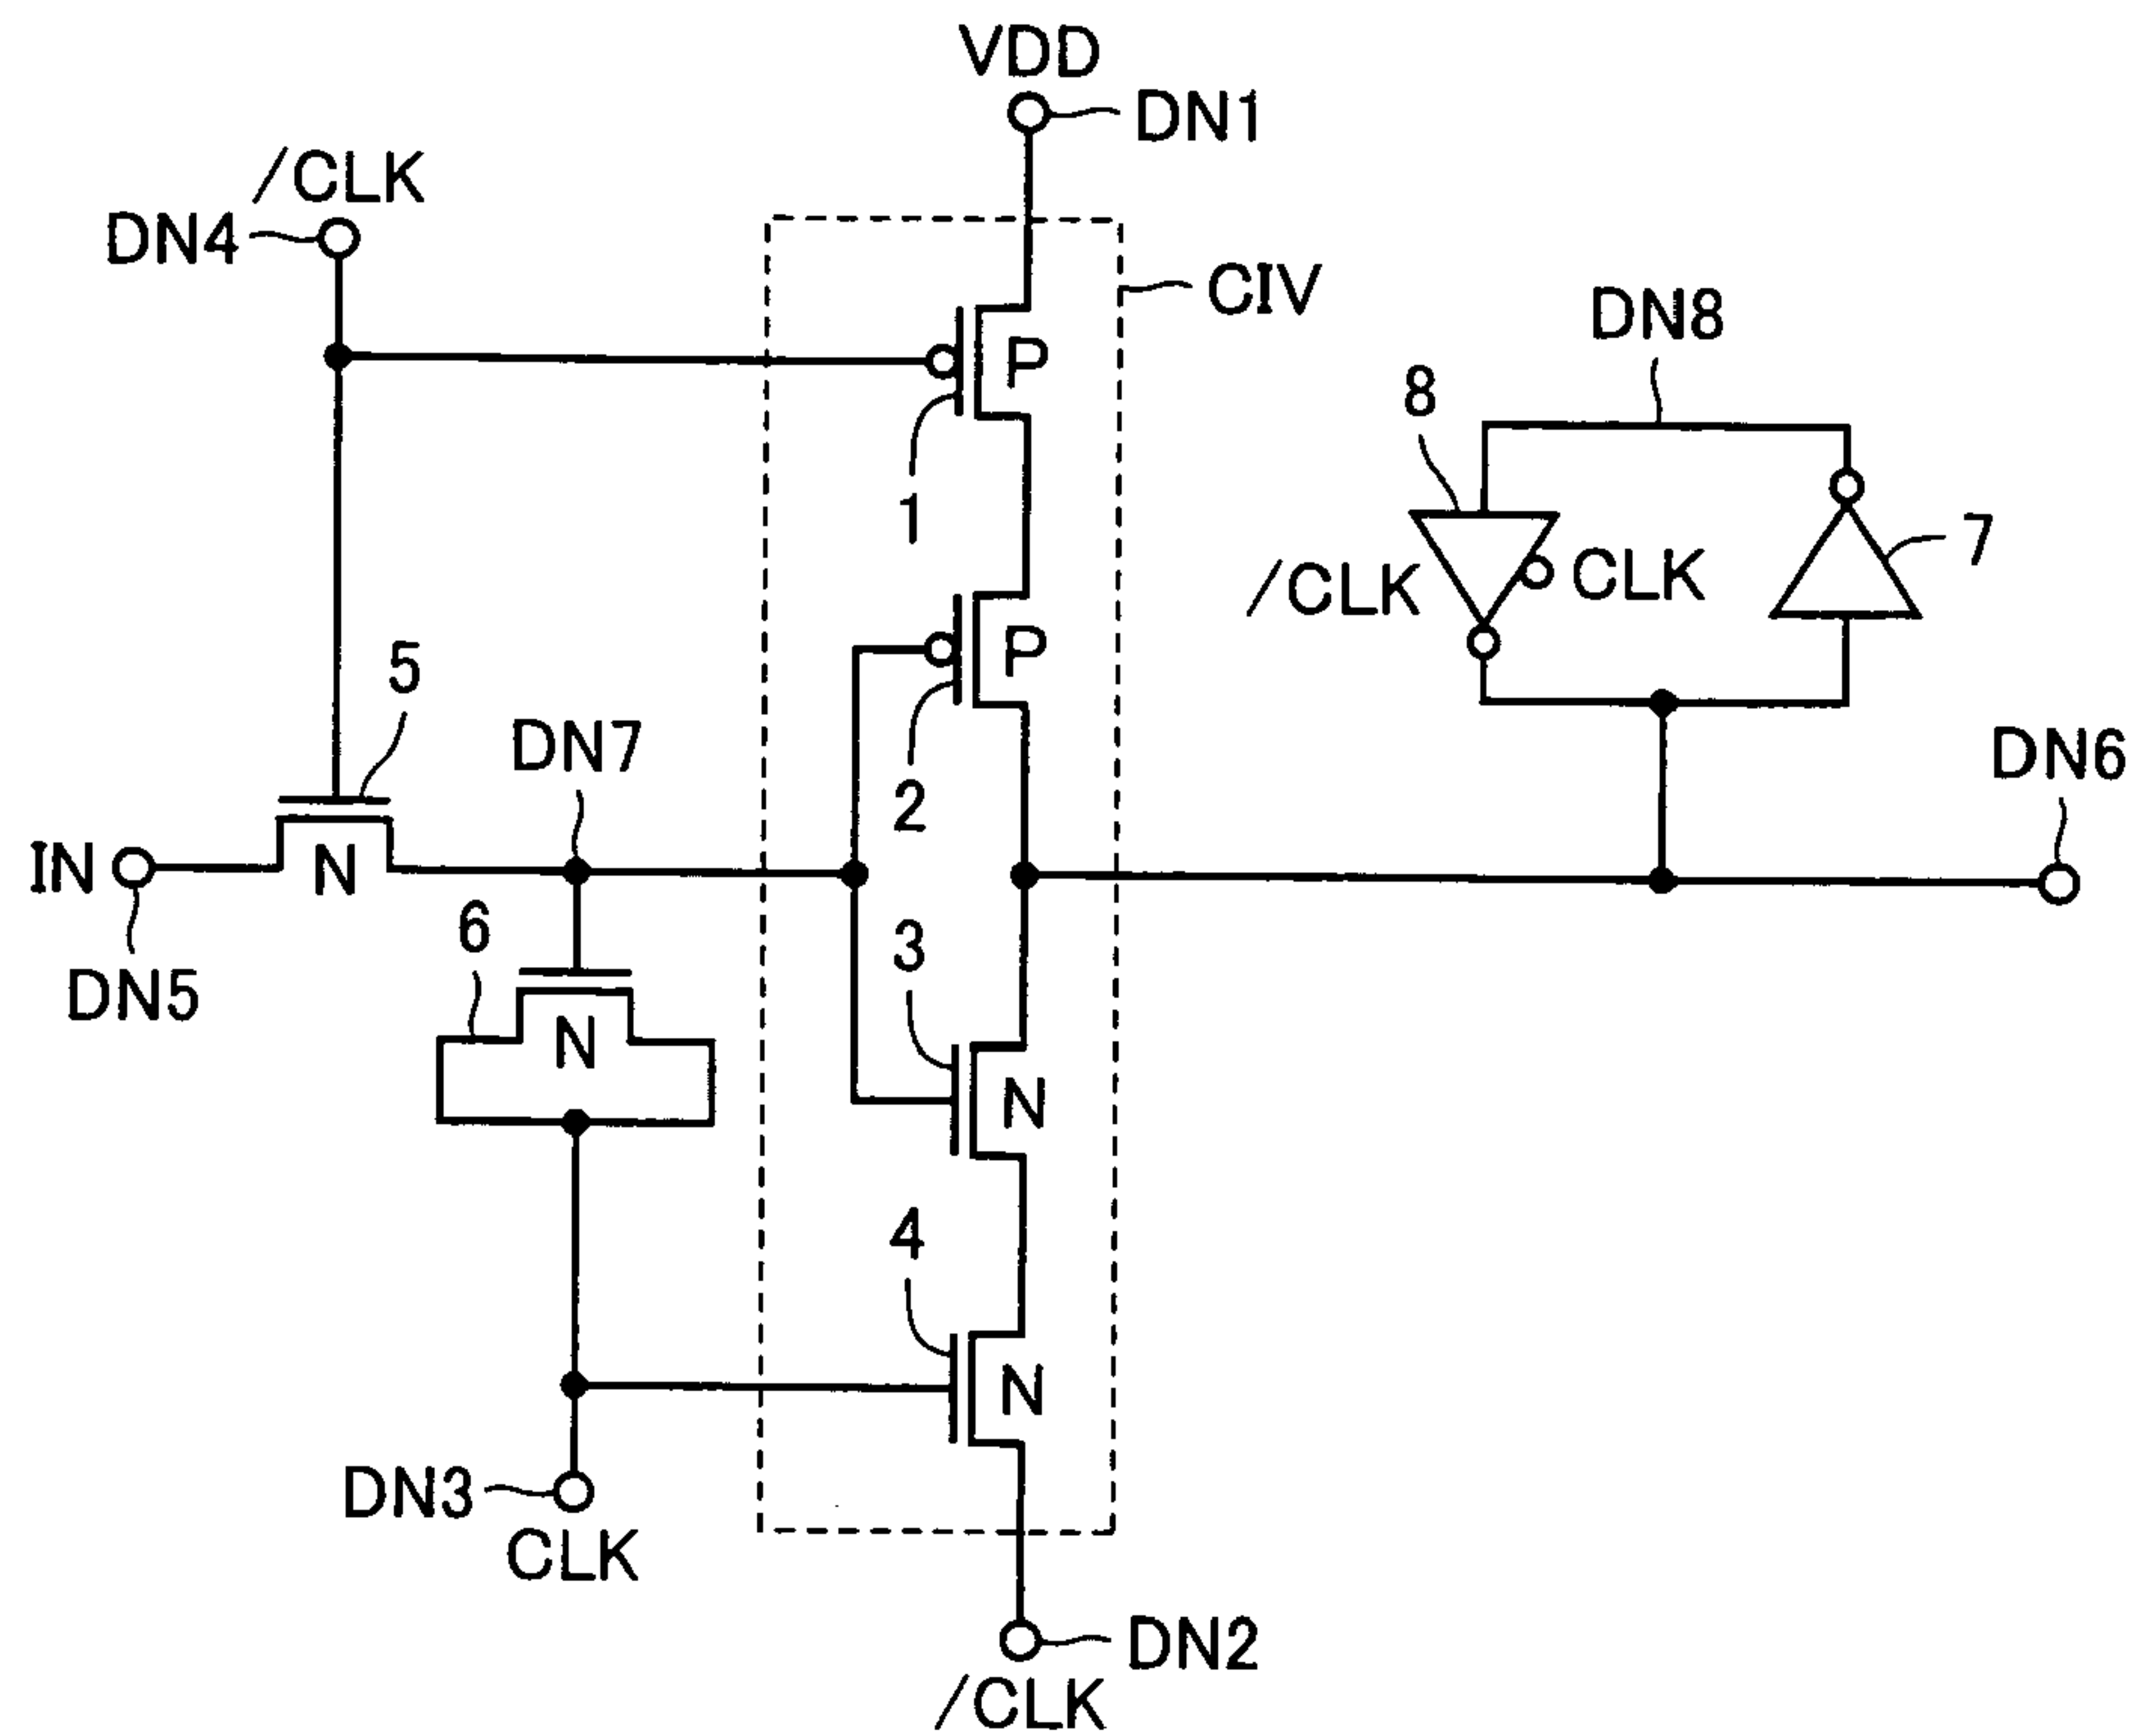 VDD
DN1
/CLK
DN4
CIV
DN8
P
8
1
7
/CLK
CLK
P
5
DN7
2
DN6
IN
N
6
3
DN5
N
N
4
N
DN3
CLK
DN2
/CLK